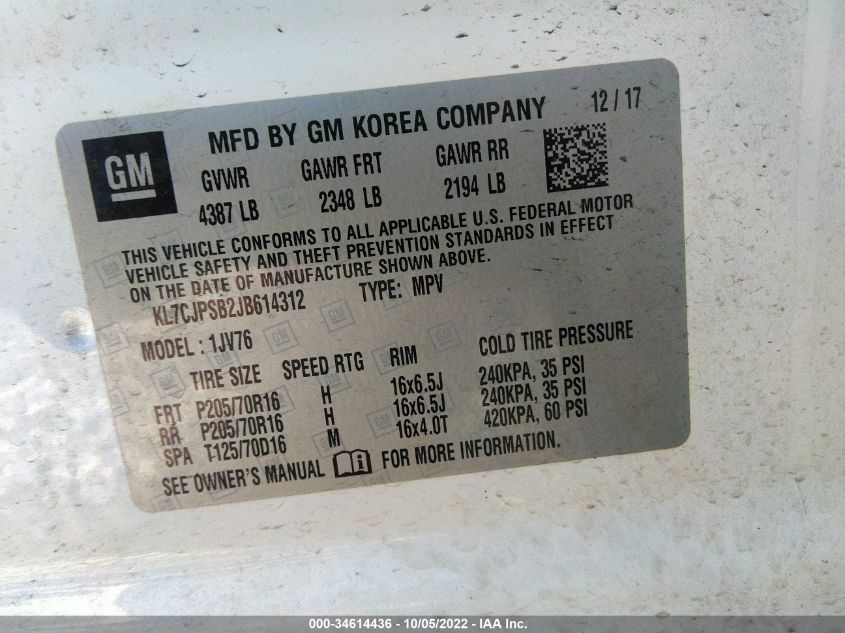 MFD BY GM KOREA COMPANY 12 / 17
GM
GVWR GAWR FRT GAWR RR
4387 LB 2348 LB 2194 LB
THIS VEHICLE CONFORMS TO ALL APPLICABLE U.S. FEDERAL MOTOR
VEHICLE SAFETY AND THEFT PREVENTION STANDARDS IN EFFECT
ON THE DATE OF MANUFACTURE SHOWN ABOVE.
KL7CJPSB2JB614312 TYPE: MPV
MODEL : 1JV76
TIRE SIZE SPEED RTG RIM COLD TIRE PRESSURE
FRT P205/70R16 H 16x6.5J 240KPA, 35 PSI
RR P205/70R16 H 16x6.5J 240KPA, 35 PSI
SPA T125/70D16 M 16x4.0T 420KPA, 60 PSI
SEE OWNER'S MANUAL FOR MORE INFORMATION.
000-34614436 - 10/05/2022 - IAA Inc.